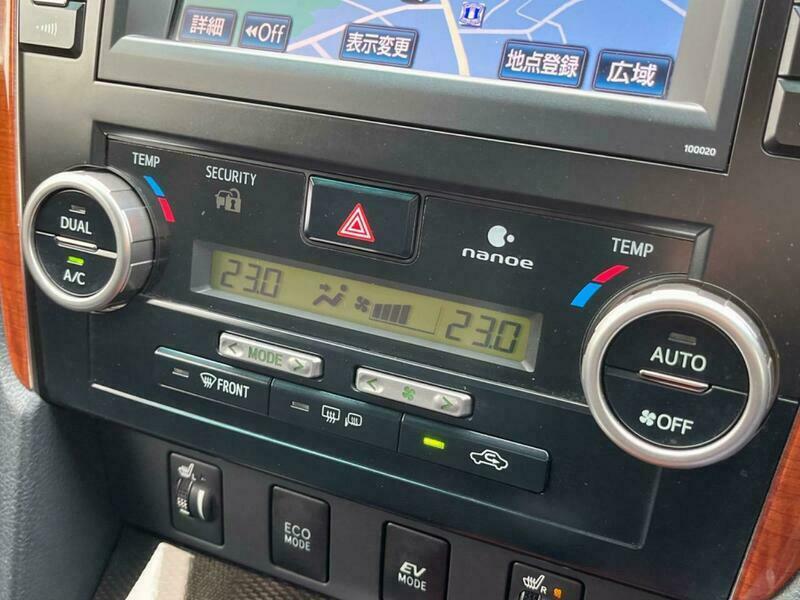 詳細
◀◀Off
表示変更
地点登録
広域
100020
TEMP
SECURITY
nanoe
TEMP
DUAL
A/C
23.0
23.0
AUTO
OFF
< MODE >
< >
FRONT
L
ECO
MODE
EV
MODE
R